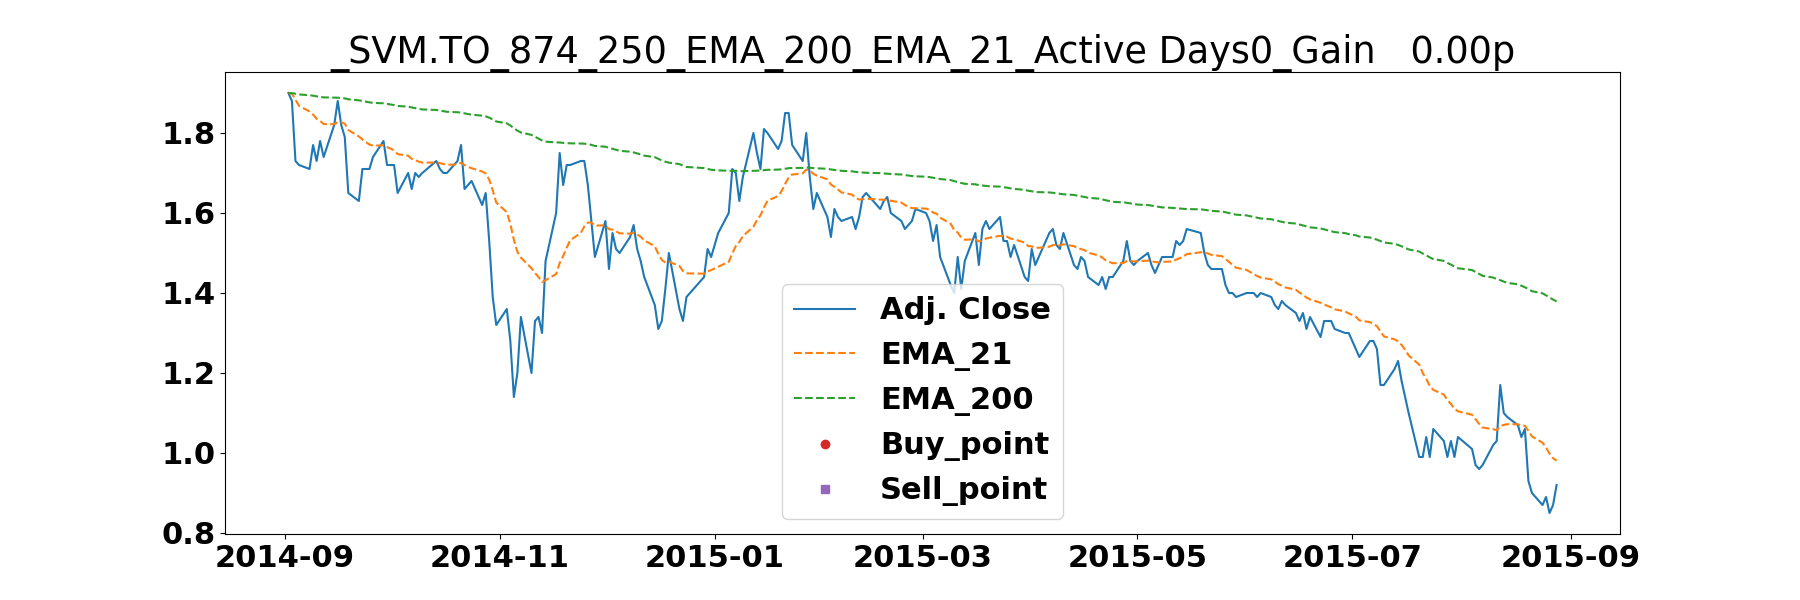 _SVM.TO_874_250_EMA_200_EMA_21_Active Days0_Gain   0.00p
1.8
1.6
1.4
1.2
1.0
0.8
Adj. Close
EMA_21
EMA_200
Buy_point
Sell_point
2014-09 2014-11 2015-01 2015-03 2015-05 2015-07 2015-09